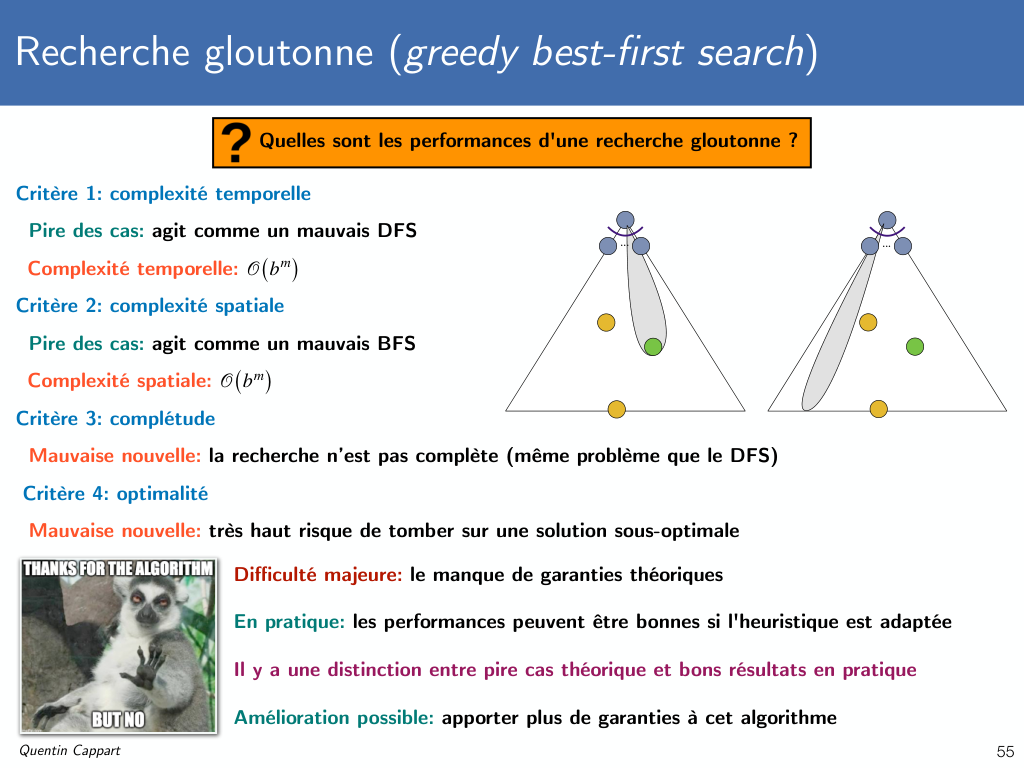 Recherche gloutonne (greedy best-first search)
? Quelles sont les performances d'une recherche gloutonne ?
Critère 1: complexité temporelle
Pire des cas: agit comme un mauvais DFS
Complexité temporelle: 𝒪(bᵐ)
Critère 2: complexité spatiale
Pire des cas: agit comme un mauvais BFS
Complexité spatiale: 𝒪(bᵐ)
... ...
Critère 3: complétude
Mauvaise nouvelle: la recherche n'est pas complète (même problème que le DFS)
Critère 4: optimalité
Mauvaise nouvelle: très haut risque de tomber sur une solution sous-optimale
THANKS FOR THE ALGORITHM
BUT NO
Difficulté majeure: le manque de garanties théoriques
En pratique: les performances peuvent être bonnes si l'heuristique est adaptée
Il y a une distinction entre pire cas théorique et bons résultats en pratique
Amélioration possible: apporter plus de garanties à cet algorithme
Quentin Cappart
55